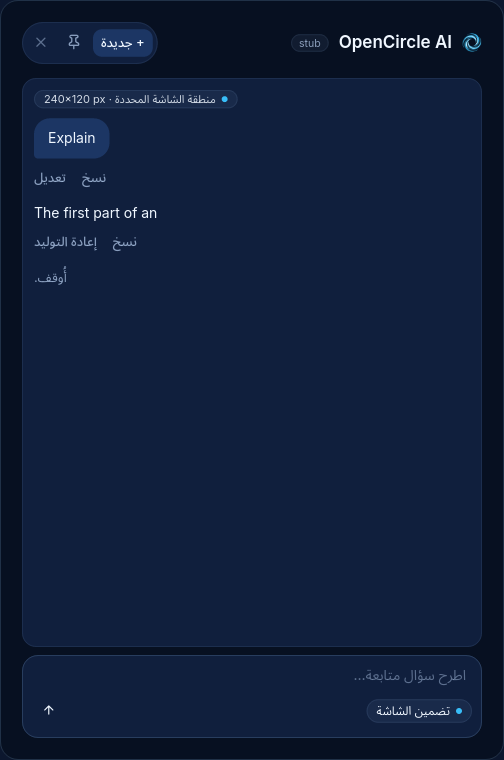 OpenCircle AI stub + جديدة
منطقة الشاشة المحددة · 240×120 px
Explain
نسخ تعديل
The first part of an
نسخ إعادة التوليد
أُوقف.
اطرح سؤال متابعة...
تضمين الشاشة